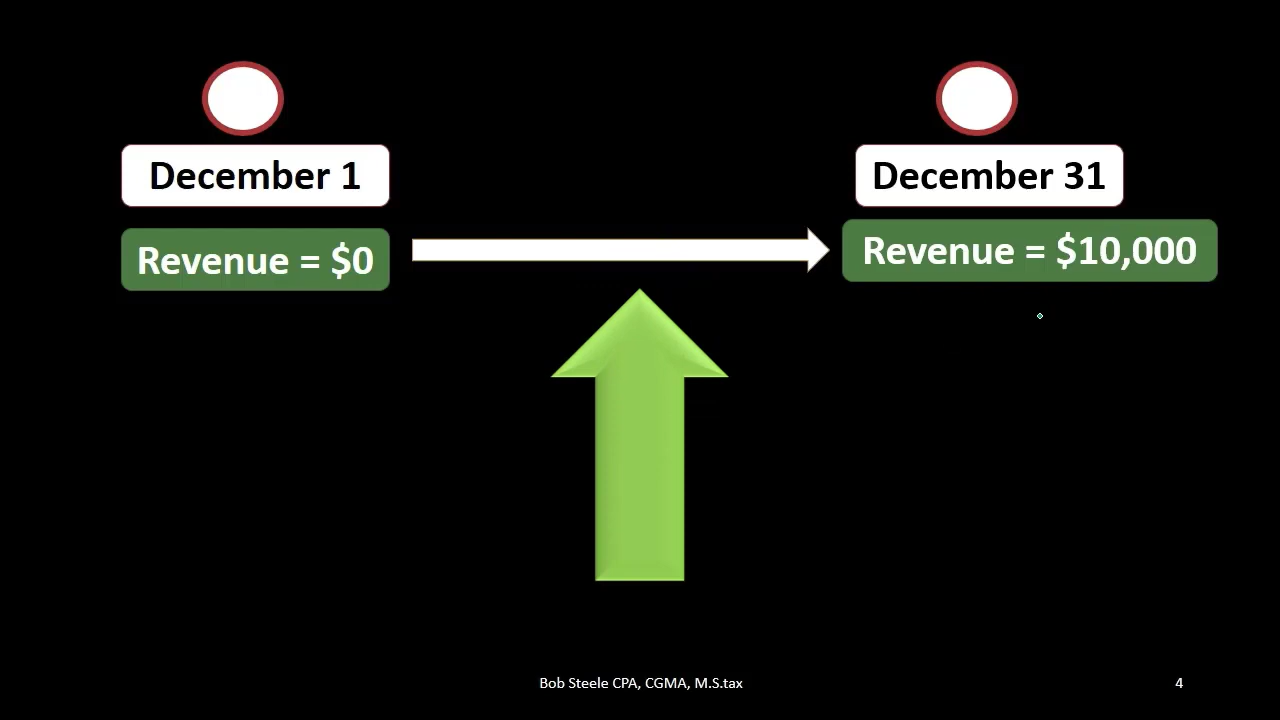 December 1
December 31
Revenue = $0
Revenue = $10,000
Bob Steele CPA, CGMA, M.S.tax
4